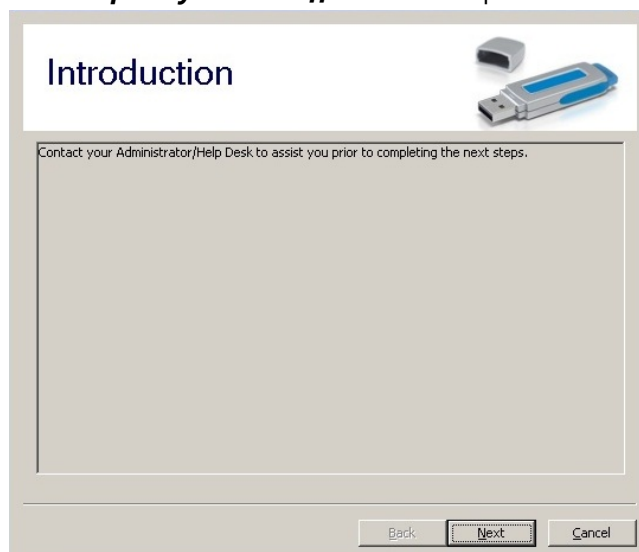 Introduction
Contact your Administrator/Help Desk to assist you prior to completing the next steps.
Back
Next
Cancel